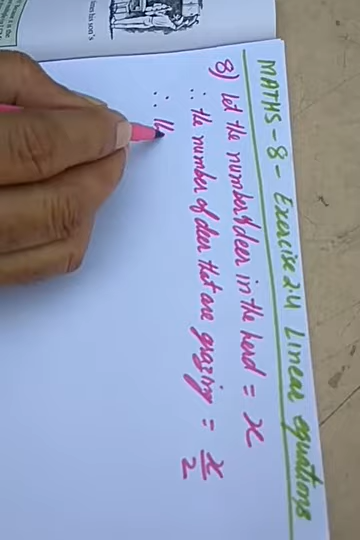 MATHS - 8 - Exercise 2.4 Linear equations
8) Let the number of deer in the herd = x
∴ the number of deer that are grazing = x/2
∴